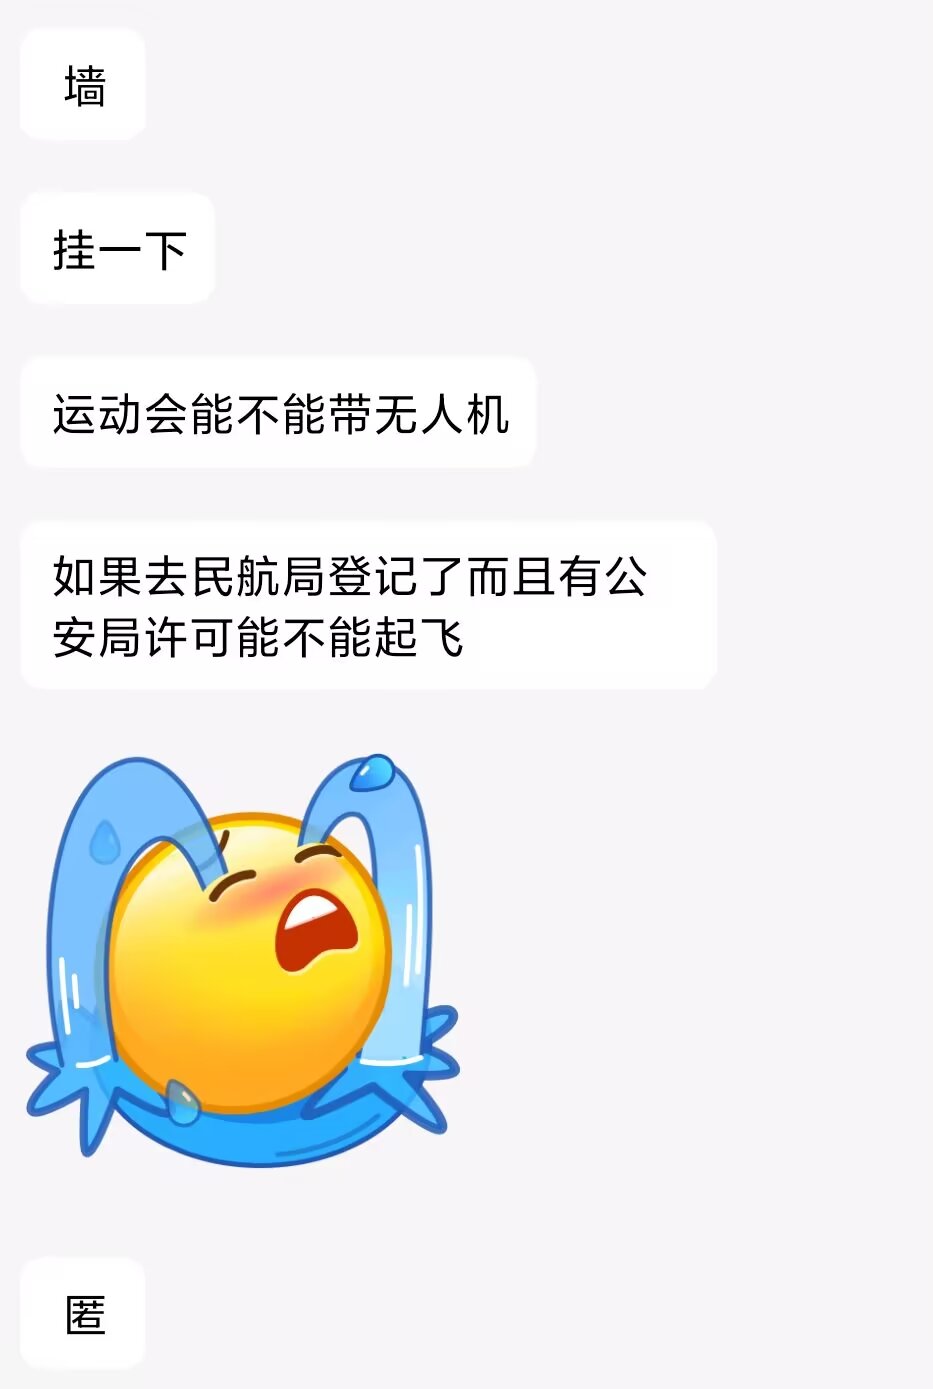 墙
挂一下
运动会能不能带无人机
如果去民航局登记了而且有公
安局许可能不能起飞
匿